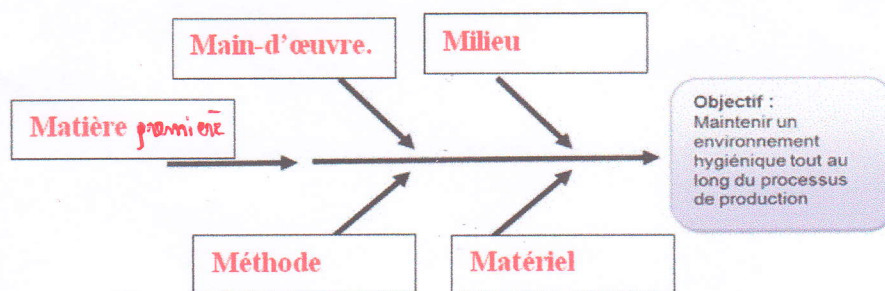 Main-d'œuvre.
Milieu
Matière première
Objectif :
Maintenir un
environnement
hygiénique tout au
long du processus
de production
Méthode
Matériel